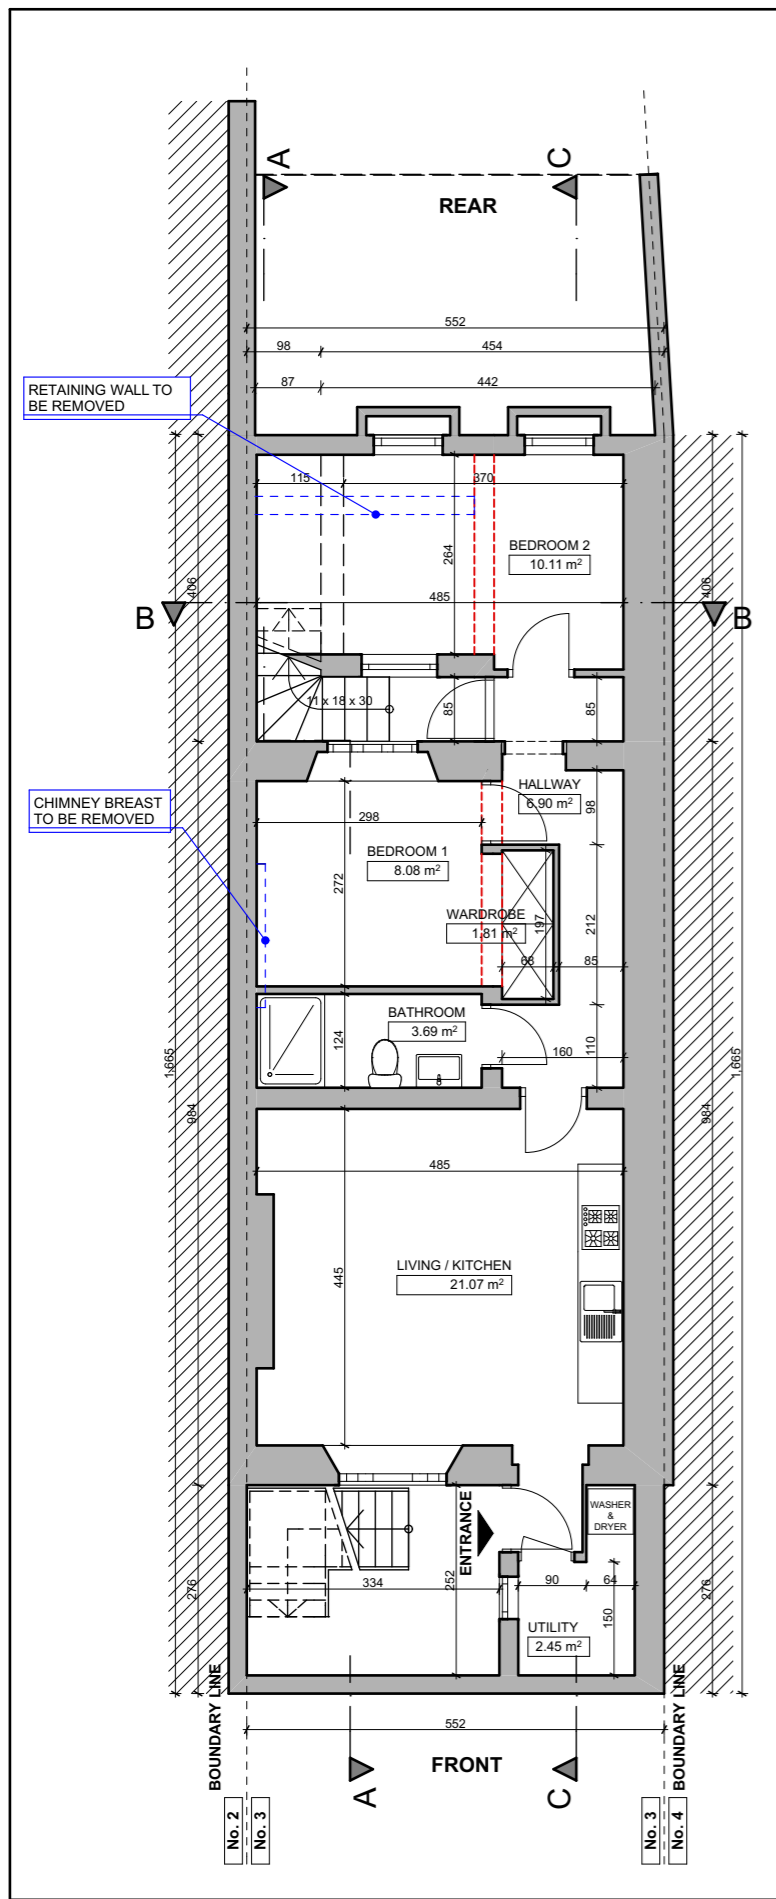 A
C
REAR
552
98
454
87
442
RETAINING WALL TO
BE REMOVED
115
370
264
BEDROOM 2
10.11 m²
406
406
485
B
B
11 x 18 x 30
85
85
HALLWAY
6.90 m²
98
CHIMNEY BREAST
TO BE REMOVED
298
BEDROOM 1
8.08 m²
272
WARDROBE
1.81 m²
197
212
68
85
BATHROOM
3.69 m²
124
160
110
1,665
984
984
1,665
485
445
LIVING / KITCHEN
21.07 m²
ENTRANCE
WASHER
&
DRYER
334
252
90
64
150
276
276
UTILITY
2.45 m²
BOUNDARY LINE
BOUNDARY LINE
552
FRONT
A
C
No. 2
No. 3
No. 3
No. 4